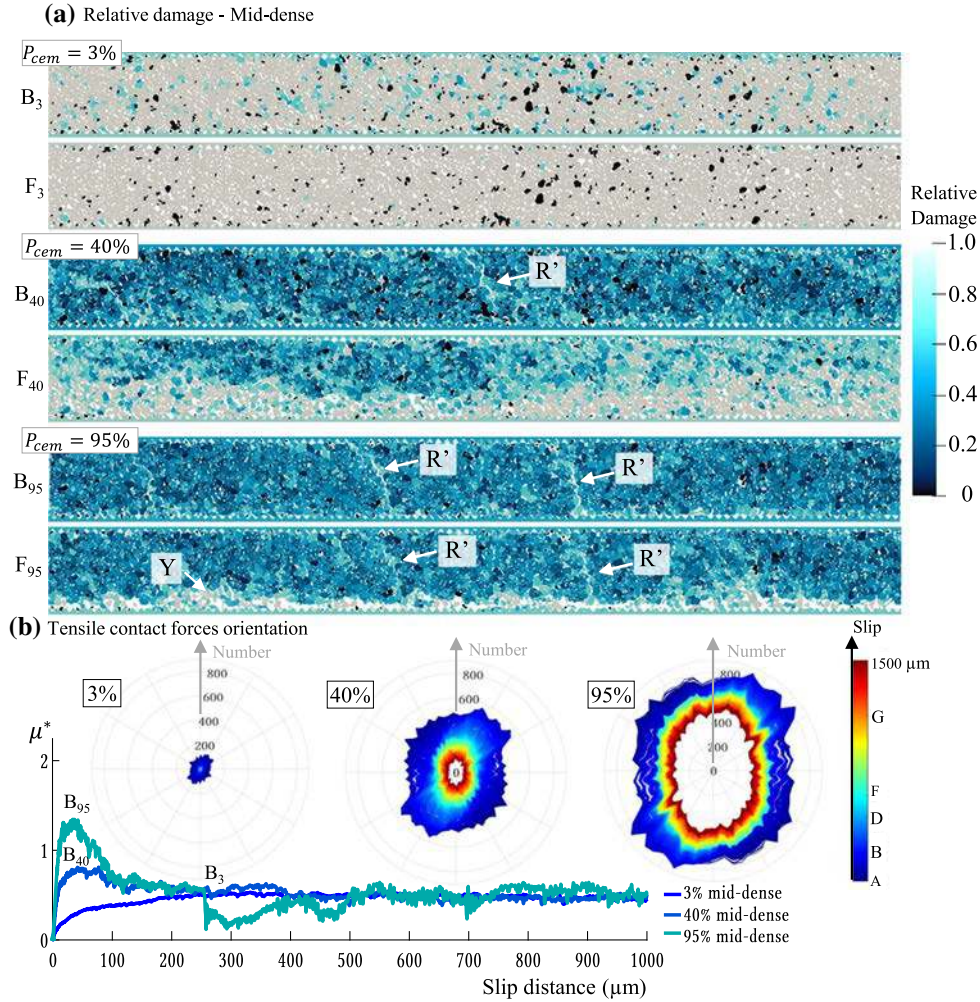 (a) Relative damage - Mid-dense
P_cem = 3%
B₃
F₃
P_cem = 40%
B₄₀
R'
F₄₀
P_cem = 95%
B₉₅
R' R'
F₉₅
Y R' R'
Relative
Damage
1.0
0.8
0.6
0.4
0.2
0
(b) Tensile contact forces orientation
Number
3%
800
600
400
200
Number
40%
800
600
0
Number
95%
800
400
200
0
Slip
1500 µm
G
F
D
B
A
μ*
2
1
0
B₉₅
B₄₀
B₃
3% mid-dense
40% mid-dense
95% mid-dense
0 100 200 300 400 500 600 700 800 900 1000
Slip distance (µm)